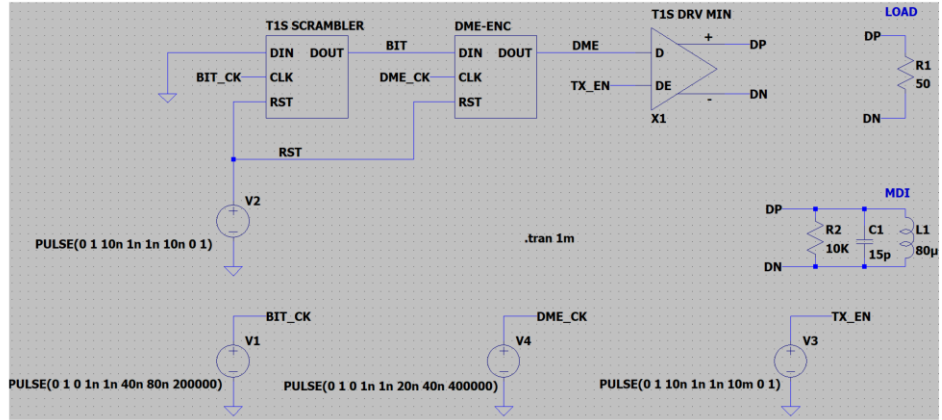 T1S SCRAMBLER
DME-ENC
T1S DRV MIN
LOAD
DIN DOUT
BIT
DIN DOUT
DME
D
+
DP
DP
BIT_CK
CLK
DME_CK
CLK
TX_EN
DE
R1
50
RST
RST
-
DN
X1
DN
RST
V2
MDI
PULSE(0 1 10n 1n 1n 10n 0 1)
.tran 1m
DP
R2
10K
C1
15p
L1
80µ
DN
BIT_CK
DME_CK
TX_EN
V1
V4
V3
PULSE(0 1 0 1n 1n 40n 80n 200000)
PULSE(0 1 0 1n 1n 20n 40n 400000)
PULSE(0 1 10n 1n 1n 10m 0 1)